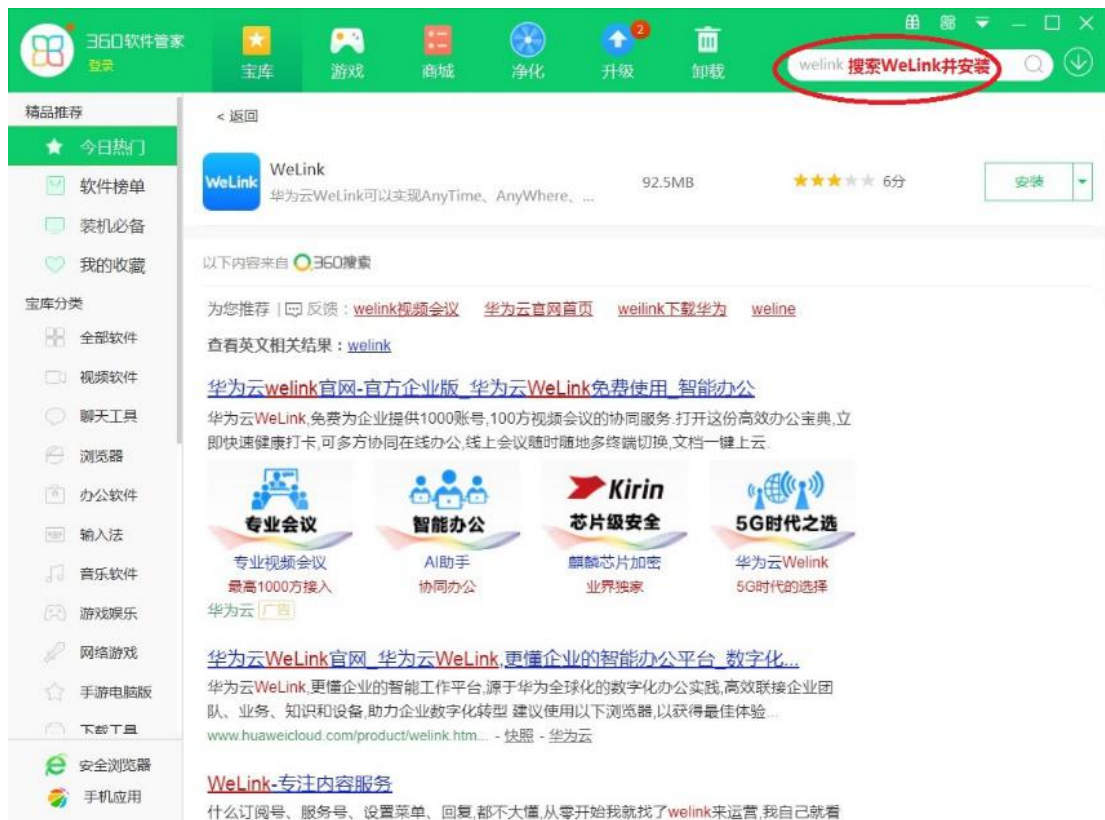 360软件管家
登录
宝库
游戏
商城
净化
2
升级
卸载
welink 搜索WeLink并安装
精品推荐
今日热门
软件榜单
装机必备
我的收藏
宝库分类
全部软件
视频软件
聊天工具
浏览器
办公软件
输入法
音乐软件
游戏娱乐
网络游戏
手游电脑版
下载工具
安全浏览器
手机应用
< 返回
WeLink
WeLink
华为云WeLink可以实现AnyTime、AnyWhere、...
92.5MB
6分
安装
以下内容来自 360搜索
为您推荐 | 反馈：welink视频会议 华为云官网首页 weilink下载华为 weline
查看英文相关结果：welink
华为云welink官网-官方企业版_华为云WeLink免费使用_智能办公
华为云WeLink,免费为企业提供1000账号,100方视频会议的协同服务.打开这份高效办公宝典,立
即快速健康打卡,可多方协同在线办公,线上会议随时随地多终端切换,文档一键上云.
专业会议
智能办公
Kirin
芯片级安全
5G时代之选
专业视频会议
AI助手
麒麟芯片加密
华为云Welink
最高1000方接入
协同办公
业界独家
5G时代的选择
华为云 广告
华为云WeLink官网_华为云WeLink,更懂企业的智能办公平台_数字化...
华为云WeLink,更懂企业的智能工作平台,源于华为全球化的数字化办公实践,高效联接企业团
队、业务、知识和设备,助力企业数字化转型 建议使用以下浏览器,以获得最佳体验...
www.huaweicloud.com/product/welink.htm... - 快照 - 华为云
WeLink-专注内容服务
什么订阅号、服务号、设置菜单、回复,都不大懂,从零开始我就找了welink来运营,我自己就看